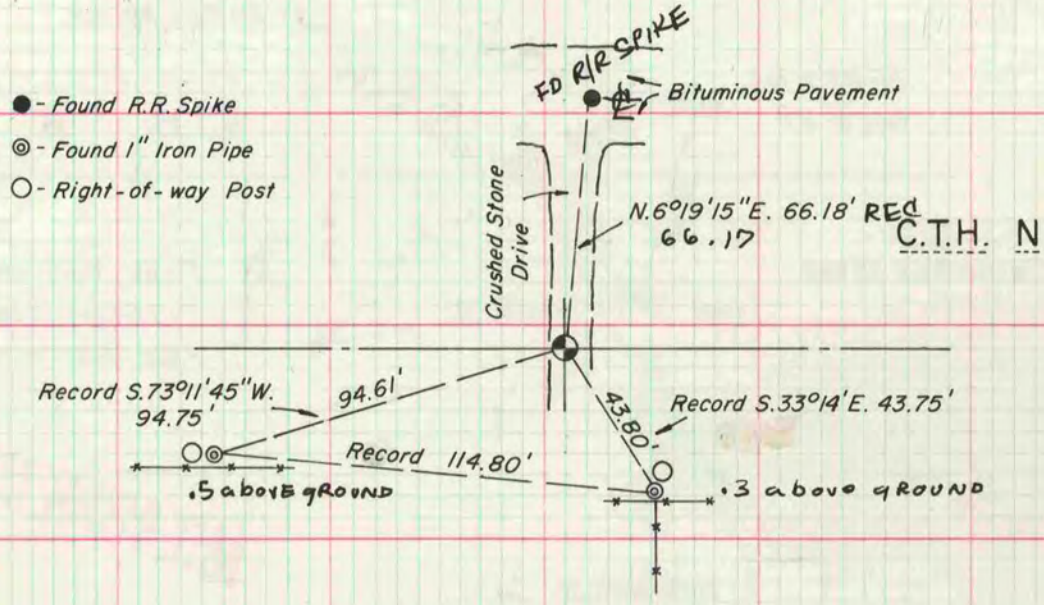 FD R/R SPIKE
℄
Bituminous Pavement
● - Found R.R. Spike
◎ - Found 1" Iron Pipe
○ - Right-of-way Post
Crushed Stone
Drive
N.6°19'15"E. 66.18' REC
66.17
C.T.H. N
Record S.73°11'45"W.
94.75'
94.61'
43.80'
Record S.33°14'E. 43.75'
Record 114.80'
.5 above GROUND
.3 above GROUND